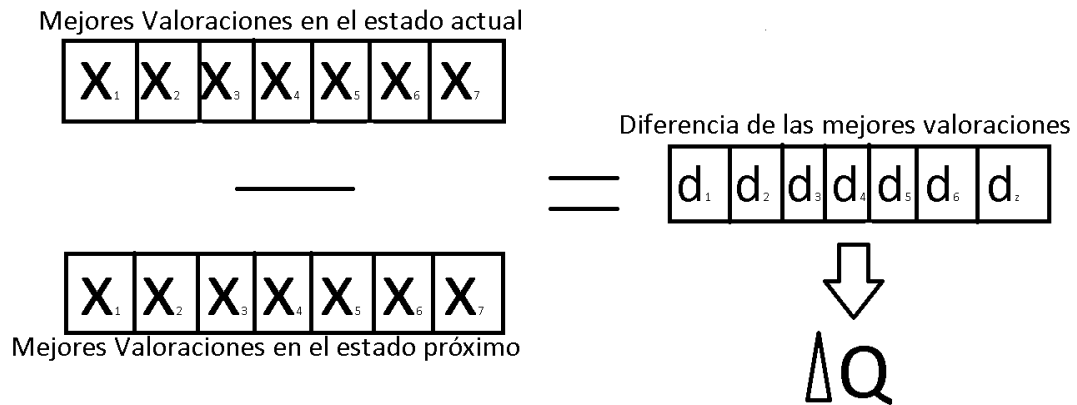 Mejores Valoraciones en el estado actual
X₁ X₂ X₃ X₄ X₅ X₆ X₇
Diferencia de las mejores valoraciones
— = d₁ d₂ d₃ d₄ d₅ d₆ d_z
X₁ X₂ X₃ X₄ X₅ X₆ X₇
Mejores Valoraciones en el estado próximo
ΔQ